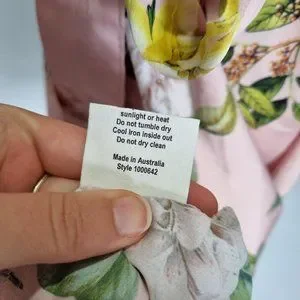 sunlight or heat
Do not tumble dry
Cool Iron inside out
Do not dry clean
Made in Australia
Style 1000642